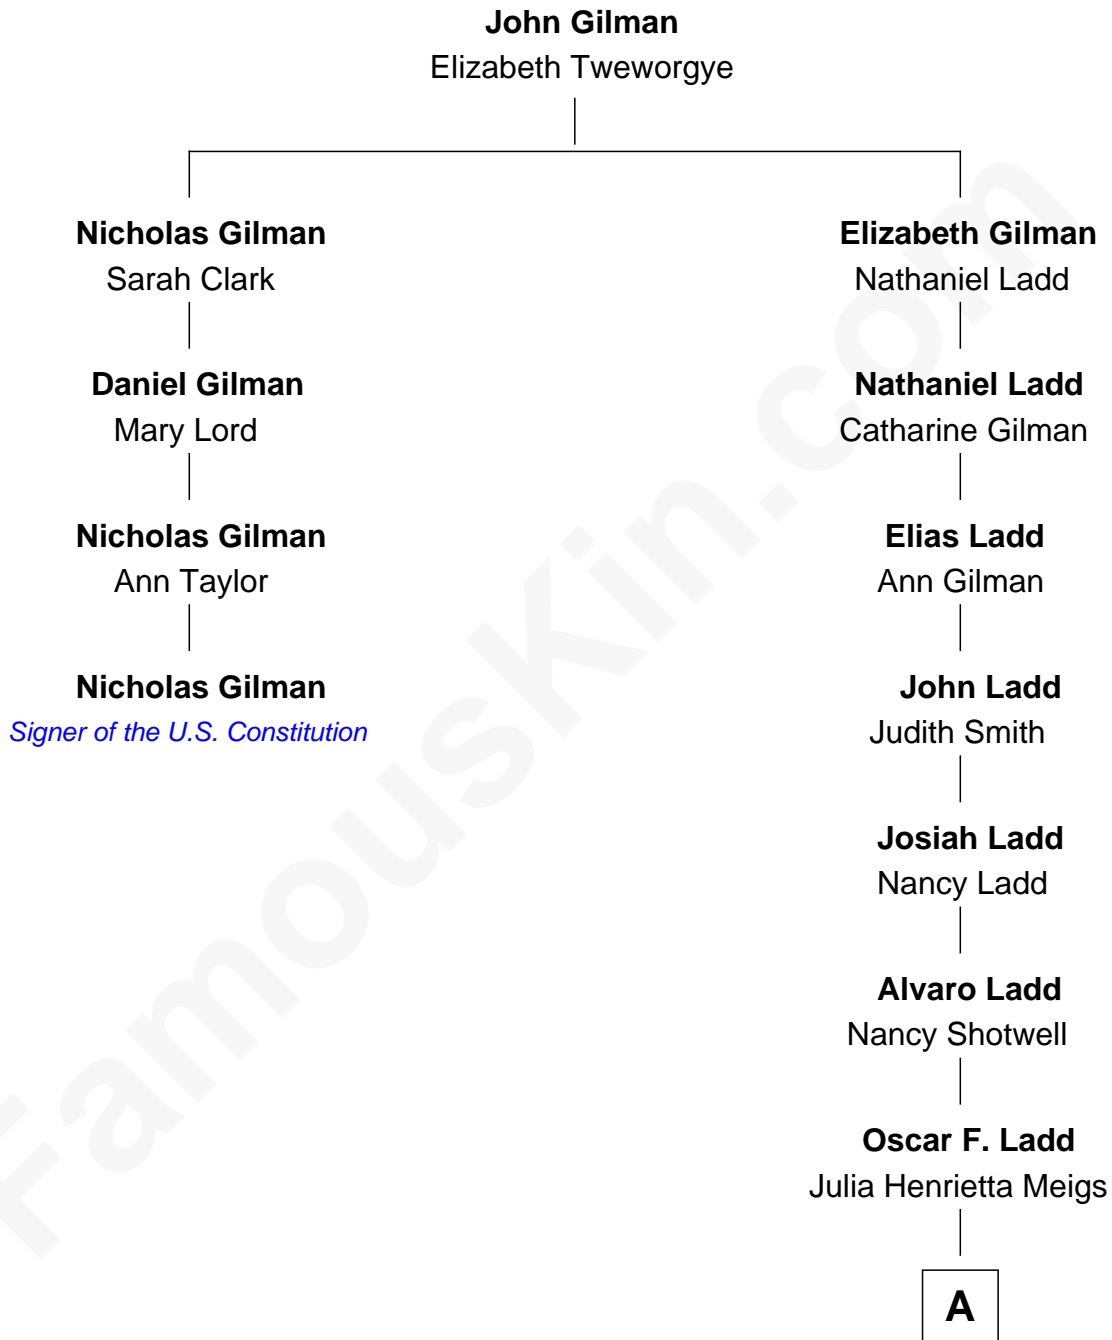 John Gilman
Elizabeth Tweworgye
Nicholas Gilman
Sarah Clark
Daniel Gilman
Mary Lord
Nicholas Gilman
Ann Taylor
Nicholas Gilman
Signer of the U.S. Constitution
Elizabeth Gilman
Nathaniel Ladd
Nathaniel Ladd
Catharine Gilman
Elias Ladd
Ann Gilman
John Ladd
Judith Smith
Josiah Ladd
Nancy Ladd
Alvaro Ladd
Nancy Shotwell
Oscar F. Ladd
Julia Henrietta Meigs
A
FamousKin.com